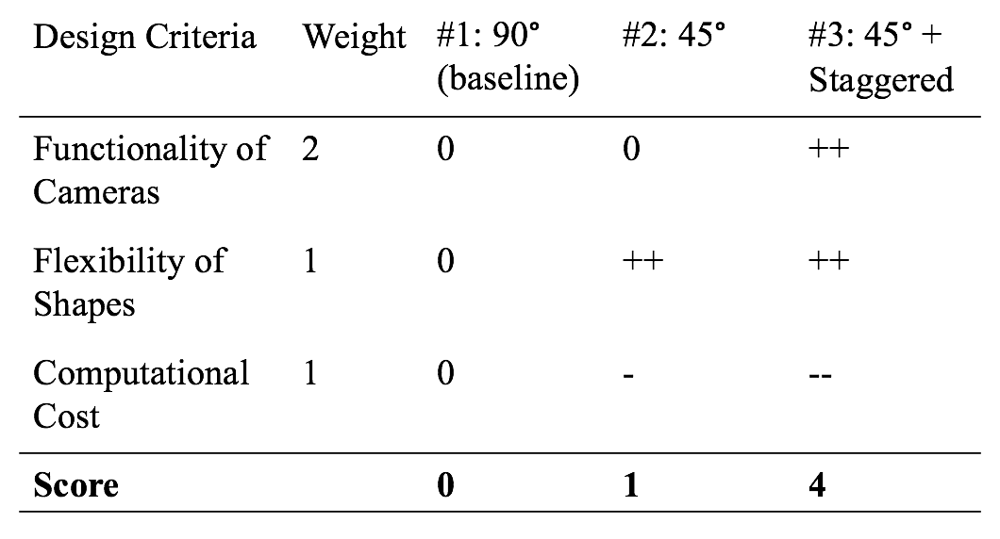 Design Criteria Weight #1: 90° #2: 45° #3: 45° +
(baseline) Staggered
Functionality of 2 0 0 ++
Cameras
Flexibility of 1 0 ++ ++
Shapes
Computational 1 0 - --
Cost
Score 0 1 4